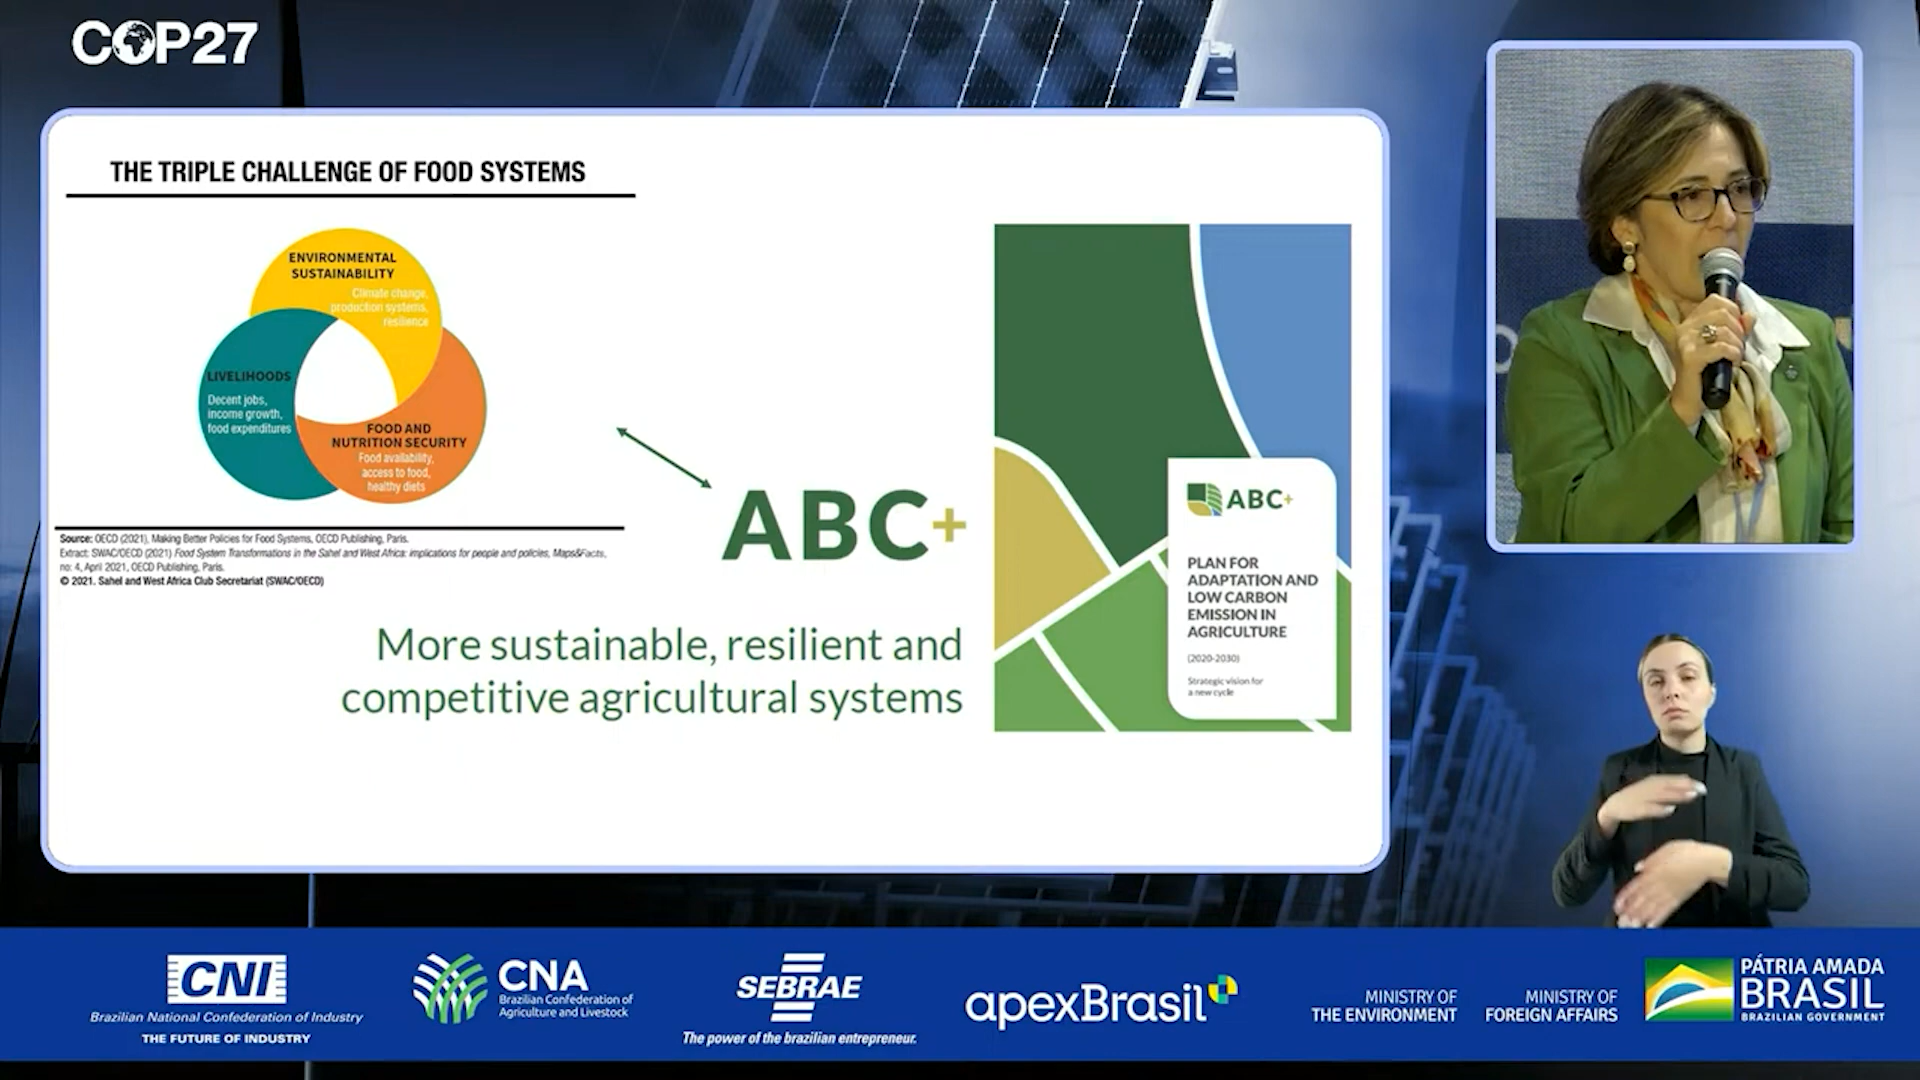 COP27
THE TRIPLE CHALLENGE OF FOOD SYSTEMS
ENVIRONMENTAL
SUSTAINABILITY
Climate change,
production systems,
resilience
LIVELIHOODS
Decent jobs,
income growth,
food expenditures
FOOD AND
NUTRITION SECURITY
Food availability,
access to food,
healthy diets
Source: OECD (2021), Making Better Policies for Food Systems, OECD Publishing, Paris.
Extract: SWAC/OECD (2021) Food System Transformations in the Sahel and West Africa: implications for people and policies, Maps&Facts,
no: 4, April 2021, OECD Publishing, Paris.
© 2021. Sahel and West Africa Club Secretariat (SWAC/OECD)
ABC+
More sustainable, resilient and
competitive agricultural systems
ABC+
PLAN FOR
ADAPTATION AND
LOW CARBON
EMISSION IN
AGRICULTURE
(2020-2030)
Strategic vision for
a new cycle
CNI
Brazilian National Confederation of Industry
THE FUTURE OF INDUSTRY
CNA
Brazilian Confederation of
Agriculture and Livestock
SEBRAE
The power of the brazilian entrepreneur.
apexBrasil
MINISTRY OF
THE ENVIRONMENT
MINISTRY OF
FOREIGN AFFAIRS
PÁTRIA AMADA
BRASIL
BRAZILIAN GOVERNMENT